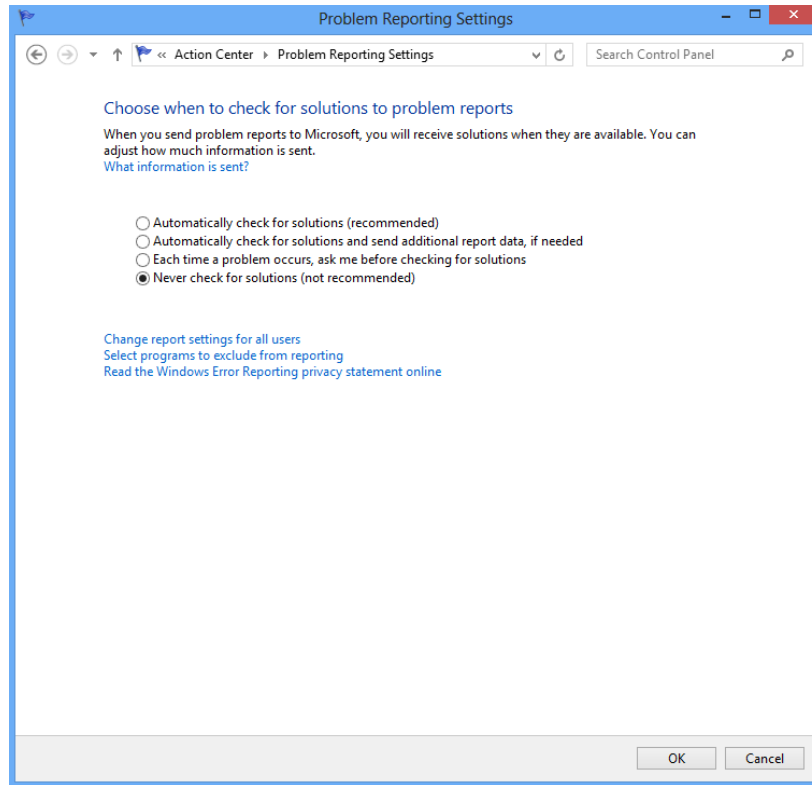 Problem Reporting Settings
« Action Center Problem Reporting Settings Search Control Panel
Choose when to check for solutions to problem reports
When you send problem reports to Microsoft, you will receive solutions when they are available. You can
adjust how much information is sent.
What information is sent?
Automatically check for solutions (recommended)
Automatically check for solutions and send additional report data, if needed
Each time a problem occurs, ask me before checking for solutions
Never check for solutions (not recommended)
Change report settings for all users
Select programs to exclude from reporting
Read the Windows Error Reporting privacy statement online
OK Cancel